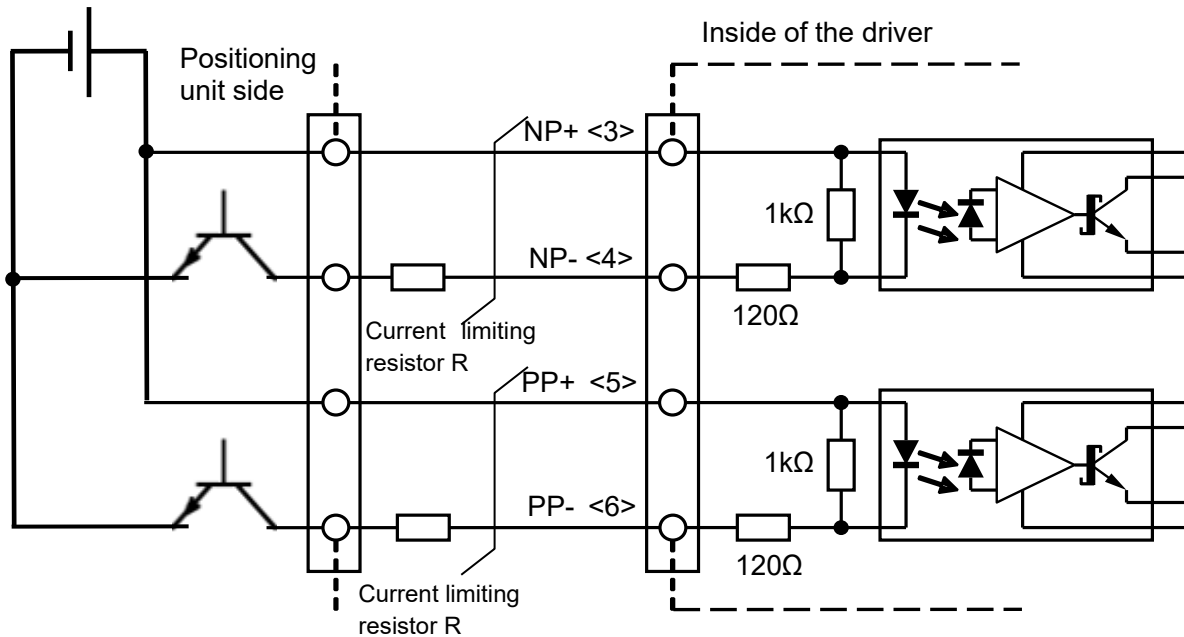 Inside of the driver
Positioning
unit side
NP+ <3>
1kΩ
NP- <4>
120Ω
Current limiting
resistor R
PP+ <5>
1kΩ
PP- <6>
120Ω
Current limiting
resistor R